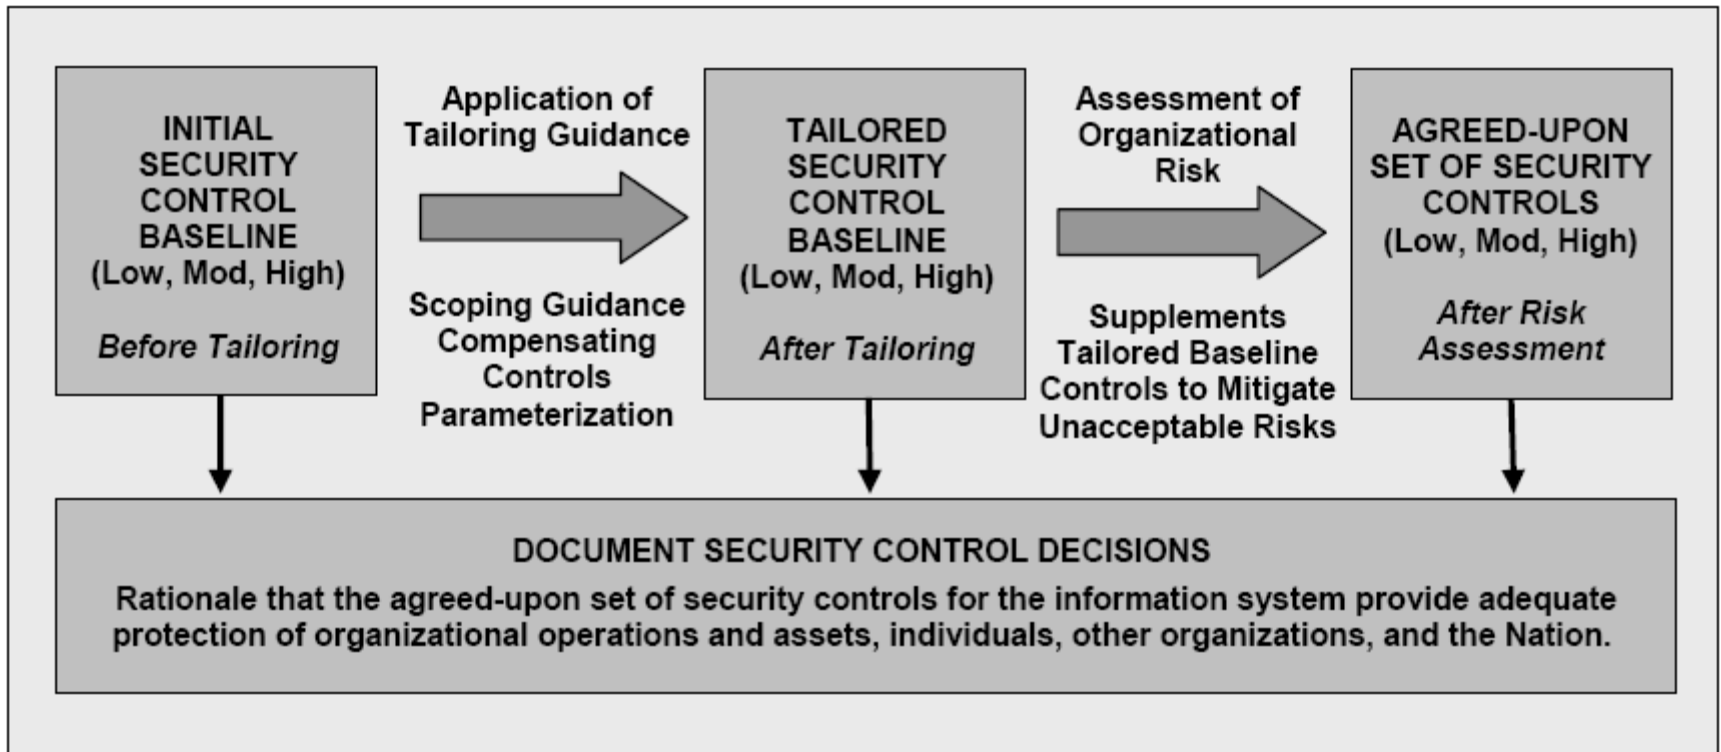 INITIAL
SECURITY
CONTROL
BASELINE
(Low, Mod, High)
Before Tailoring
Application of
Tailoring Guidance
Scoping Guidance
Compensating
Controls
Parameterization
TAILORED
SECURITY
CONTROL
BASELINE
(Low, Mod, High)
After Tailoring
Assessment of
Organizational
Risk
Supplements
Tailored Baseline
Controls to Mitigate
Unacceptable Risks
AGREED-UPON
SET OF SECURITY
CONTROLS
(Low, Mod, High)
After Risk
Assessment
DOCUMENT SECURITY CONTROL DECISIONS
Rationale that the agreed-upon set of security controls for the information system provide adequate
protection of organizational operations and assets, individuals, other organizations, and the Nation.